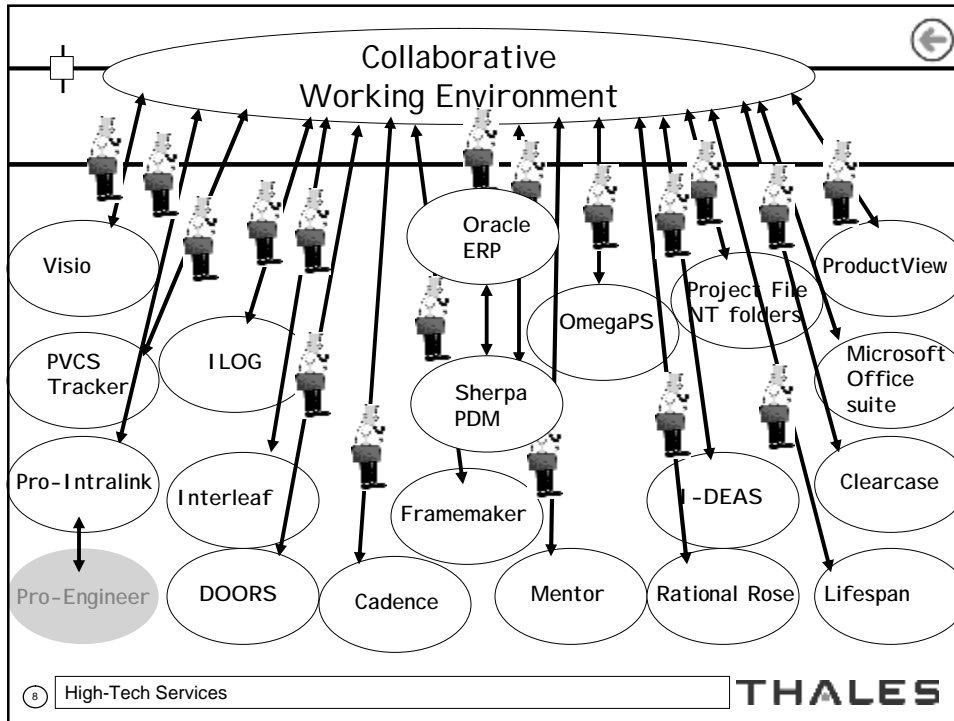 Collaborative
Working Environment
Oracle
ERP
Visio
ProductView
Project File
NT folders
OmegaPS
PVCS
Tracker
ILOG
Microsoft
Office
suite
Sherpa
PDM
Pro-Intralink
Interleaf
Framemaker
I-DEAS
Clearcase
Pro-Engineer
DOORS
Cadence
Mentor
Rational Rose
Lifespan
8
High-Tech Services
THALES